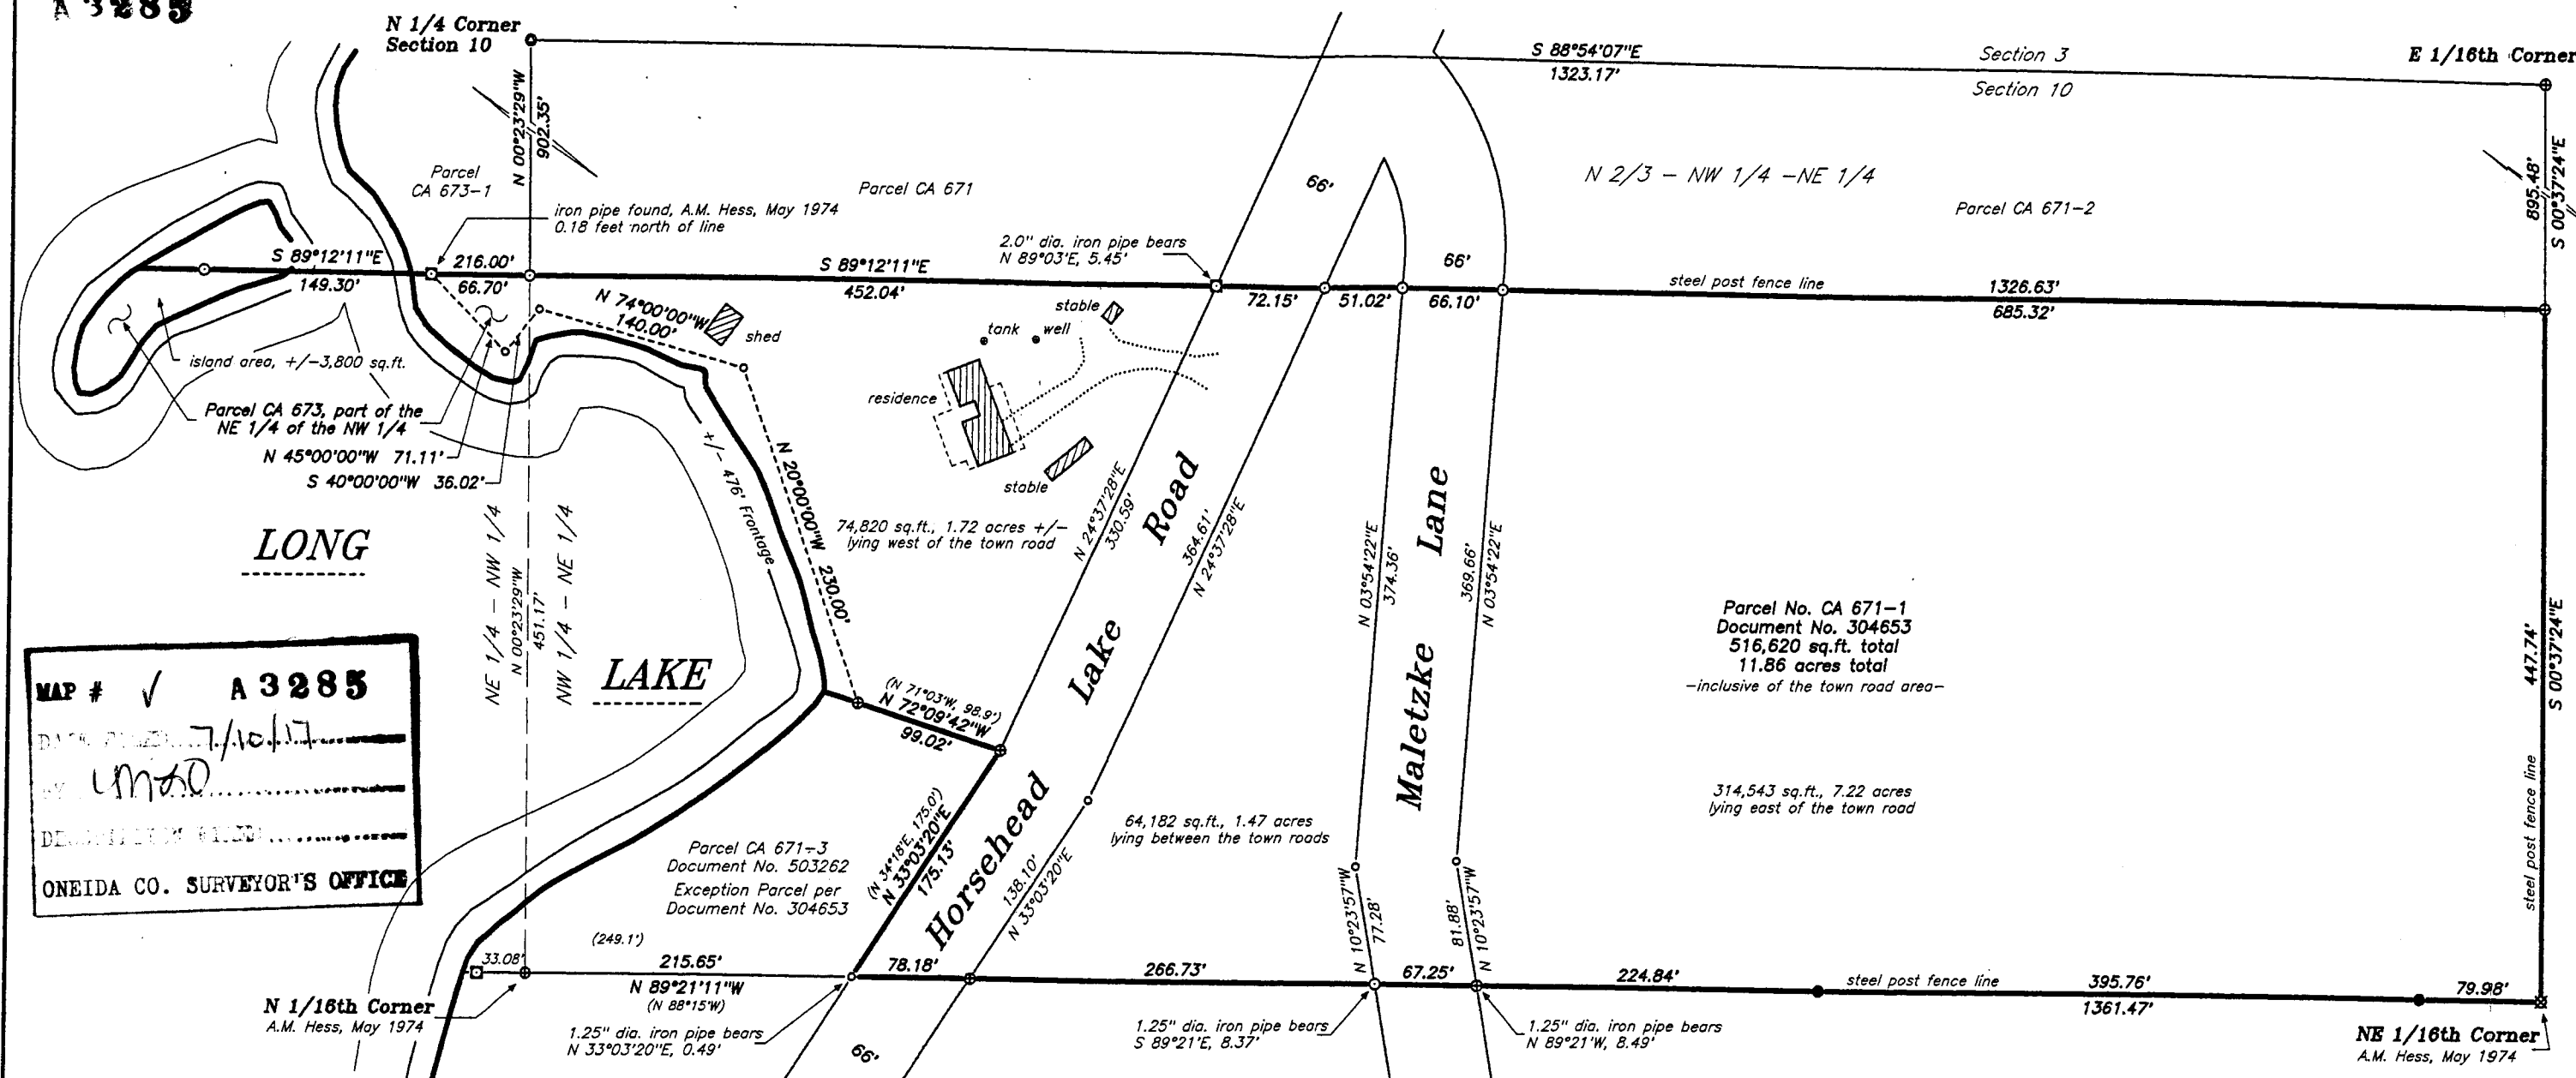 A 3285
N 1/4 Corner
Section 10
S 88°54'07"E
1323.17'
Section 3
Section 10
E 1/16th Corner
N 00°23'29"W
902.35'
Parcel
CA 673-1
Parcel CA 671
66'
N 2/3 - NW 1/4 -NE 1/4
Parcel CA 671-2
895.48'
S 00°37'24"E
iron pipe found, A.M. Hess, May 1974
0.18 feet north of line
2.0" dia. iron pipe bears
N 89°03'E, 5.45'
S 89°12'11"E
149.30'
216.00'
66.70'
S 89°12'11"E
452.04'
72.15'
51.02'
66'
66.10'
steel post fence line
1326.63'
685.32'
N 74°00'00"W
140.00'
shed
stable
tank
well
residence
stable
island area, +/-3,800 sq.ft.
Parcel CA 673, part of the
NE 1/4 of the NW 1/4
N 45°00'00"W 71.11'
S 40°00'00"W 36.02'
+/- 476' Frontage
N 20°00'00"W 230.00'
74,820 sq.ft., 1.72 acres +/-
lying west of the town road
N 24°37'28"E
330.59'
364.61'
N 24°37'28"E
Horsehead Lake Road
N 03°54'22"E
374.36'
Maletzke Lane
369.66'
N 03°54'22"E
LONG
LAKE
NE 1/4 - NW 1/4
N 00°23'29"W
451.17'
NW 1/4 - NE 1/4
Parcel No. CA 671-1
Document No. 304653
516,620 sq.ft. total
11.86 acres total
-inclusive of the town road area-
447.74'
S 00°37'24"E
steel post fence line
MAP # ✓ A 3285
7/10/17
ONEIDA CO. SURVEYOR'S OFFICE
(N 71°03'W, 98.9')
N 72°09'42"W
99.02'
(N 34°18'E, 175.0')
N 33°03'20"E
175.13'
138.10'
N 33°03'20"E
64,182 sq.ft., 1.47 acres
lying between the town roads
314,543 sq.ft., 7.22 acres
lying east of the town road
Parcel CA 671-3
Document No. 503262
Exception Parcel per
Document No. 304653
N 10°23'57"W
77.28'
81.88'
N 10°23'57"W
33.08'
(249.1')
215.65'
N 89°21'11"W
(N 88°15'W)
78.18'
266.73'
67.25'
224.84'
steel post fence line
395.76'
1361.47'
79.98'
N 1/16th Corner
A.M. Hess, May 1974
1.25" dia. iron pipe bears
N 33°03'20"E, 0.49'
66'
1.25" dia. iron pipe bears
S 89°21'E, 8.37'
1.25" dia. iron pipe bears
N 89°21'W, 8.49'
NE 1/16th Corner
A.M. Hess, May 1974